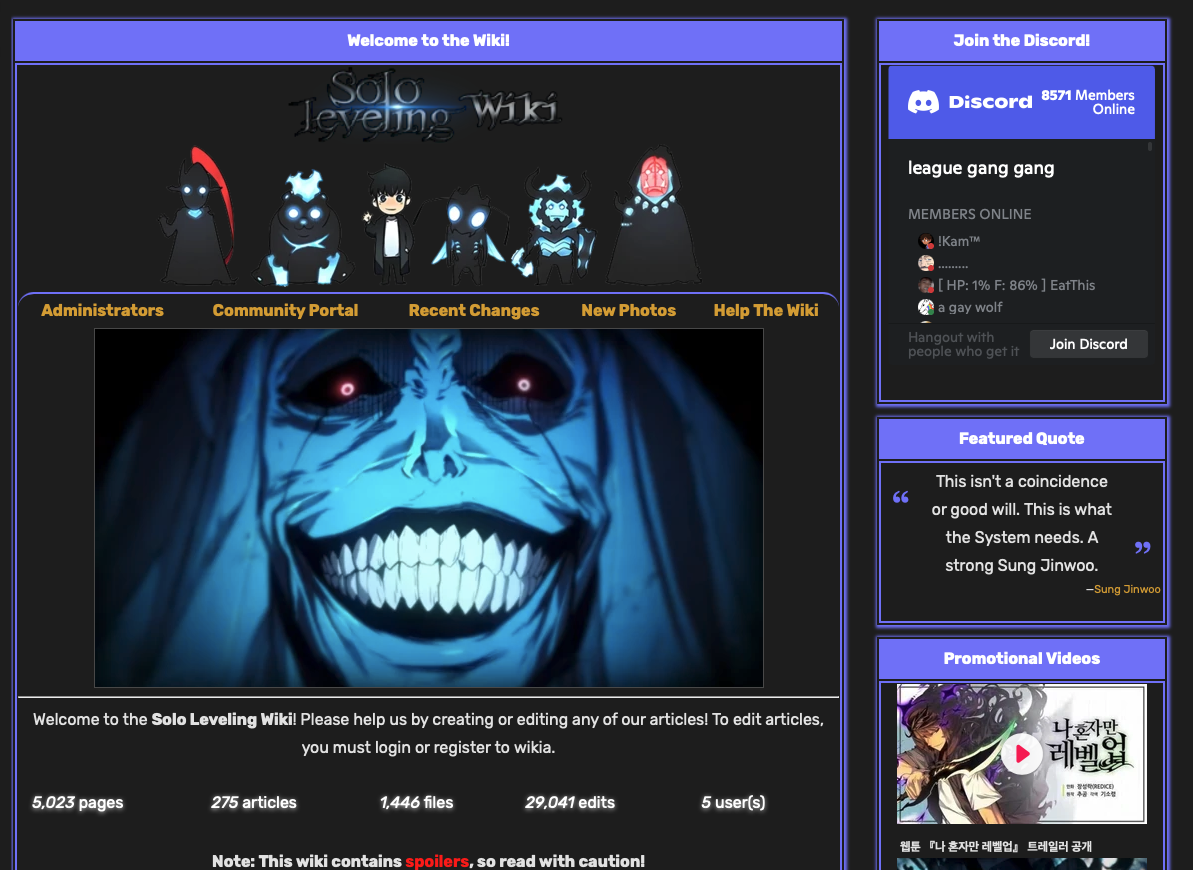 Welcome to the Wiki!
Solo
leveling Wiki
Administrators Community Portal Recent Changes New Photos Help The Wiki
Welcome to the Solo Leveling Wiki! Please help us by creating or editing any of our articles! To edit articles,
you must login or register to wikia.
5,023 pages 275 articles 1,446 files 29,041 edits 5 user(s)
Note: This wiki contains spoilers, so read with caution!
Join the Discord!
Discord 8571 Members
Online
league gang gang
MEMBERS ONLINE
!Kam™
.........
[ HP: 1% F: 86% ] EatThis
a gay wolf
Hangout with
people who get it
Join Discord
Featured Quote
“ This isn't a coincidence
or good will. This is what
the System needs. A
strong Sung Jinwoo. ”
—Sung Jinwoo
Promotional Videos
나 혼자만
레벨업
만화 장성락(REDICE)
원작 추공 각색 기소령
웹툰 『나 혼자만 레벨업』 트레일러 공개